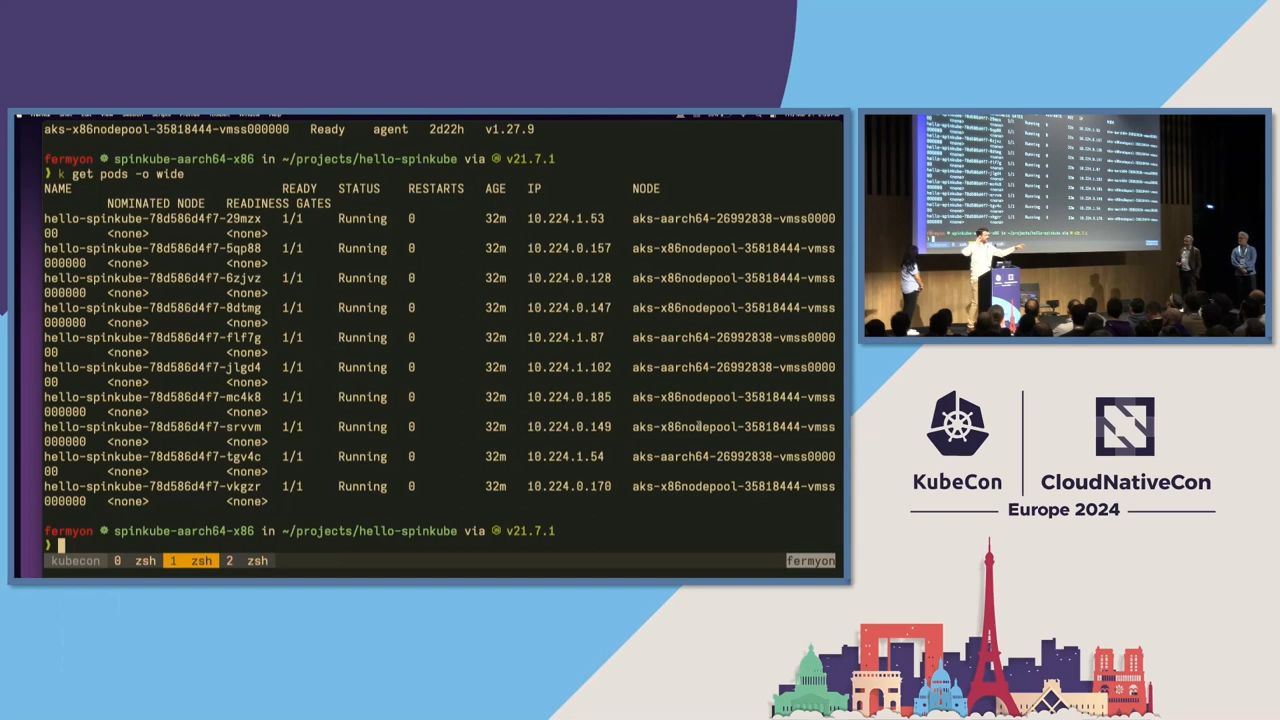 aks-x86nodepool-35818444-vmss000000 Ready agent 2d22h v1.27.9
fermyon spinkube-aarch64-x86 in ~/projects/hello-spinkube via v21.7.1
❯ k get pods -o wide
NAME READY STATUS RESTARTS AGE IP NODE
NOMINATED NODE READINESS GATES
hello-spinkube-78d586d4f7- 1/1 Running 0 32m 10.224.1.53 aks-aarch64-26992838-vmss0000
00 <none> <none>
hello-spinkube-78d586d4f7- 1/1 Running 0 32m 10.224.0.157 aks-x86nodepool-35818444-vmss
000000 <none> <none>
hello-spinkube-78d586d4f7-6zjvz 1/1 Running 0 32m 10.224.0.128 aks-x86nodepool-35818444-vmss
000000 <none> <none>
hello-spinkube-78d586d4f7-8dtmg 1/1 Running 0 32m 10.224.0.147 aks-x86nodepool-35818444-vmss
000000 <none> <none>
hello-spinkube-78d586d4f7-flf7g 1/1 Running 0 32m 10.224.1.87 aks-aarch64-26992838-vmss0000
00 <none> <none>
hello-spinkube-78d586d4f7-jlgd4 1/1 Running 0 32m 10.224.1.102 aks-aarch64-26992838-vmss0000
00 <none> <none>
hello-spinkube-78d586d4f7-mc4k8 1/1 Running 0 32m 10.224.0.185 aks-x86nodepool-35818444-vmss
000000 <none> <none>
hello-spinkube-78d586d4f7-srvvm 1/1 Running 0 32m 10.224.0.149 aks-x86nodepool-35818444-vmss
000000 <none> <none>
hello-spinkube-78d586d4f7-tgv4c 1/1 Running 0 32m 10.224.1.54 aks-aarch64-26992838-vmss0000
00 <none> <none>
hello-spinkube-78d586d4f7-vkgzr 1/1 Running 0 32m 10.224.0.170 aks-x86nodepool-35818444-vmss
000000 <none> <none>
fermyon spinkube-aarch64-x86 in ~/projects/hello-spinkube via v21.7.1
❯
kubecon 0 zsh 1 zsh 2 zsh fermyon
KubeCon CloudNativeCon
Europe 2024